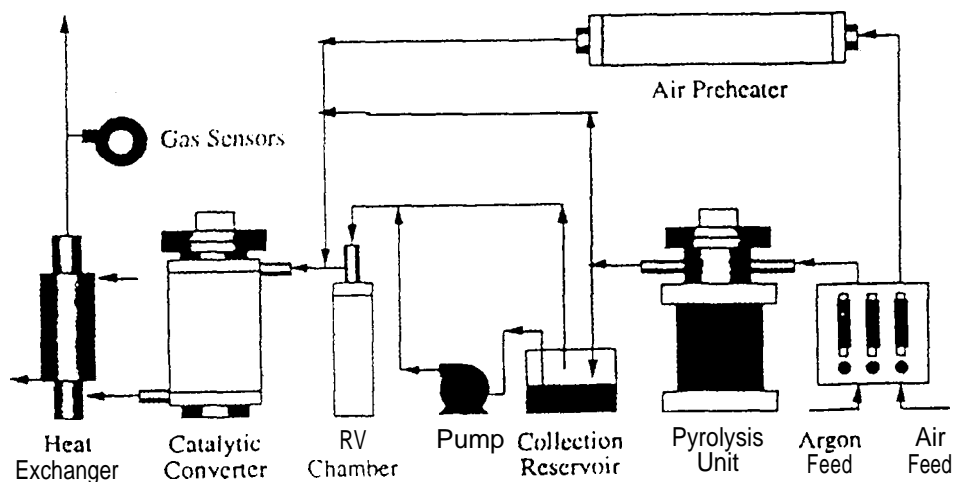 Air Preheater
Gas Sensors
Heat
Exchanger
Catalytic
Converter
RV
Chamber
Pump
Collection
Reservoir
Pyrolysis
Unit
Argon
Feed
Air
Feed